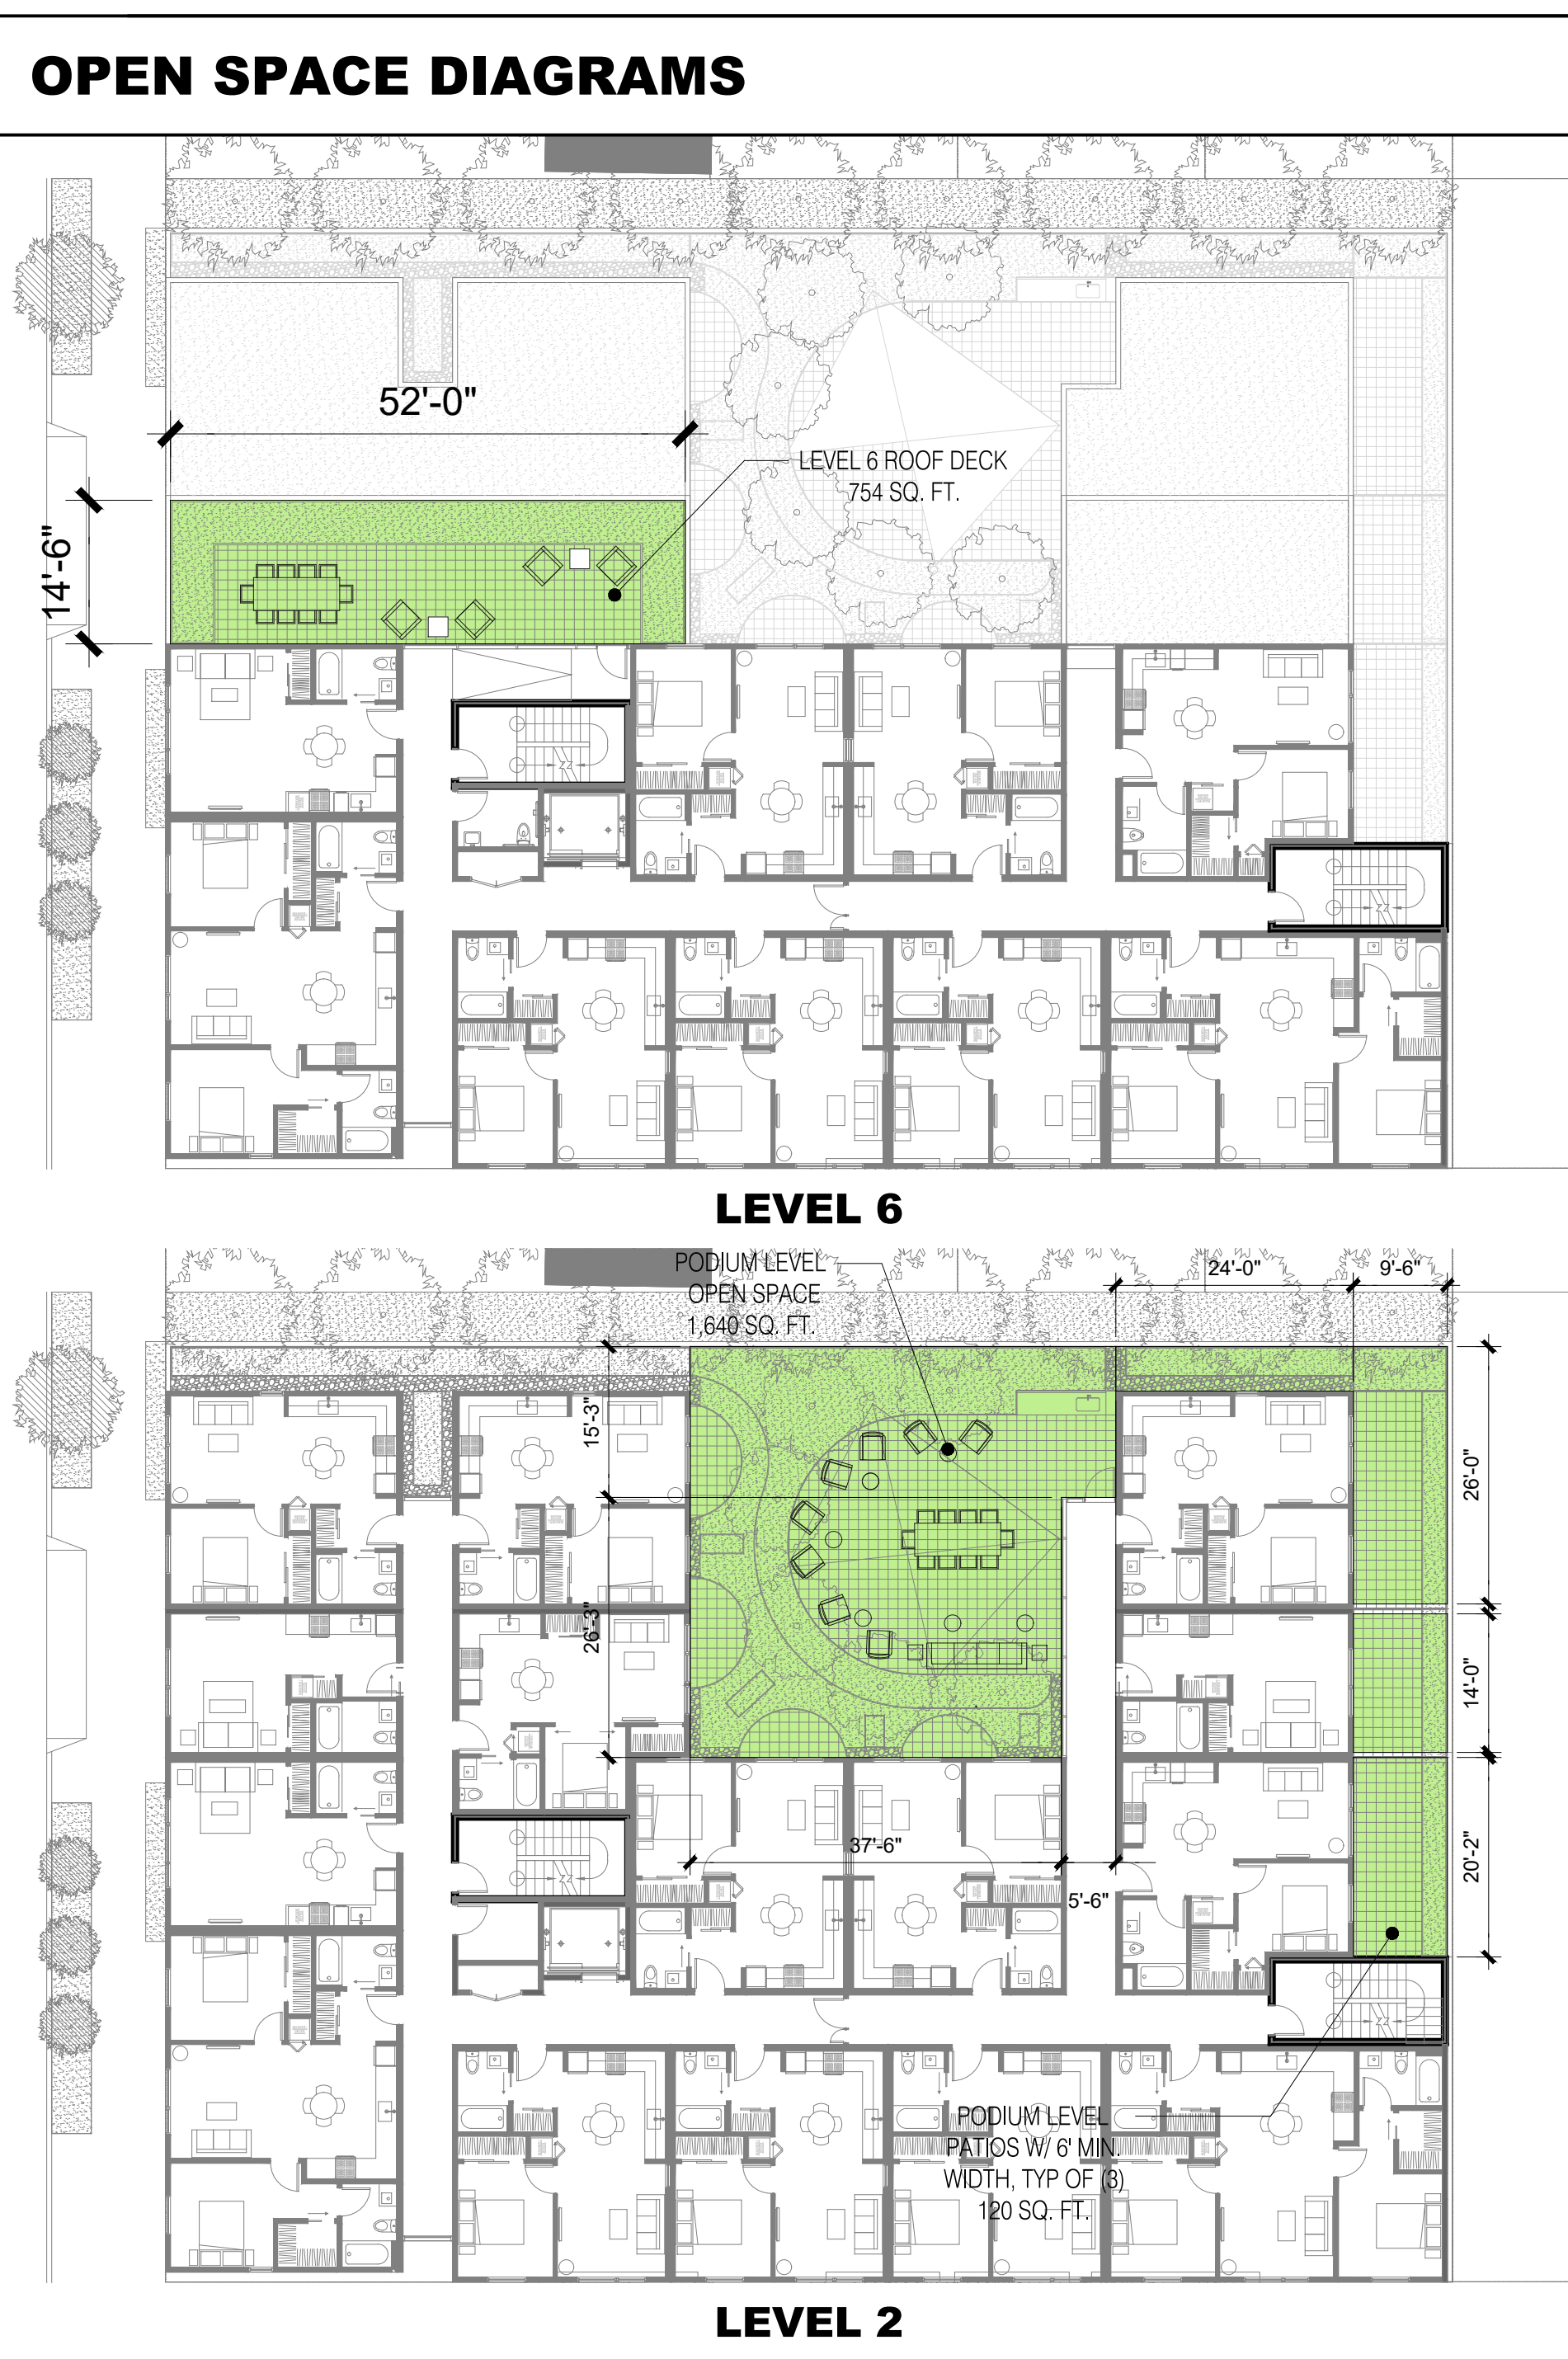 OPEN SPACE DIAGRAMS
52'-0"
LEVEL 6 ROOF DECK
754 SQ. FT.
14'-6"
LEVEL 6
PODIUM LEVEL
OPEN SPACE
1,640 SQ. FT.
24'-0"
9'-6"
15'-3"
26'-0"
26'-3"
14'-0"
37'-6"
5'-6"
20'-2"
PODIUM LEVEL
PATIOS W/ 6' MIN.
WIDTH, TYP OF (3)
120 SQ. FT.
LEVEL 2